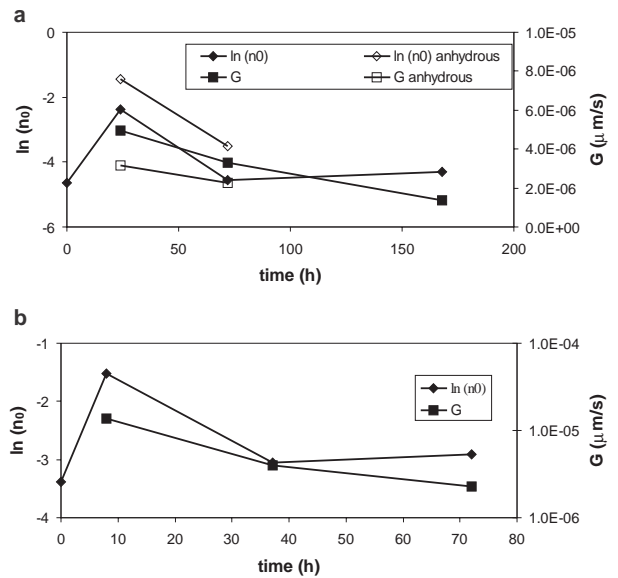 a
0
-2
-4
-6
ln (n0)
ln (n0)
G
ln (n0) anhydrous
G anhydrous
1.0E-05
8.0E-06
6.0E-06
4.0E-06
2.0E-06
0.0E+00
G (μ m/s)
0 50 100 150 200
time (h)
b
-1
-2
-3
-4
ln (n0)
ln (n0)
G
1.0E-04
1.0E-05
1.0E-06
G (μ m/s)
0 10 20 30 40 50 60 70 80
time (h)